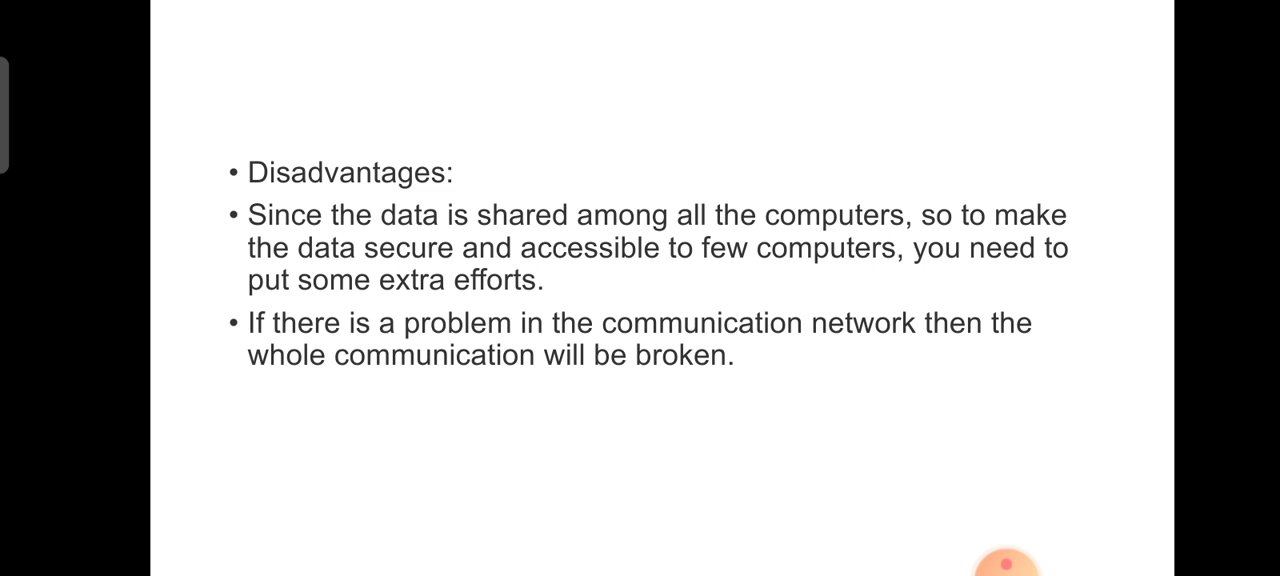 • Disadvantages:
• Since the data is shared among all the computers, so to make
the data secure and accessible to few computers, you need to
put some extra efforts.
• If there is a problem in the communication network then the
whole communication will be broken.